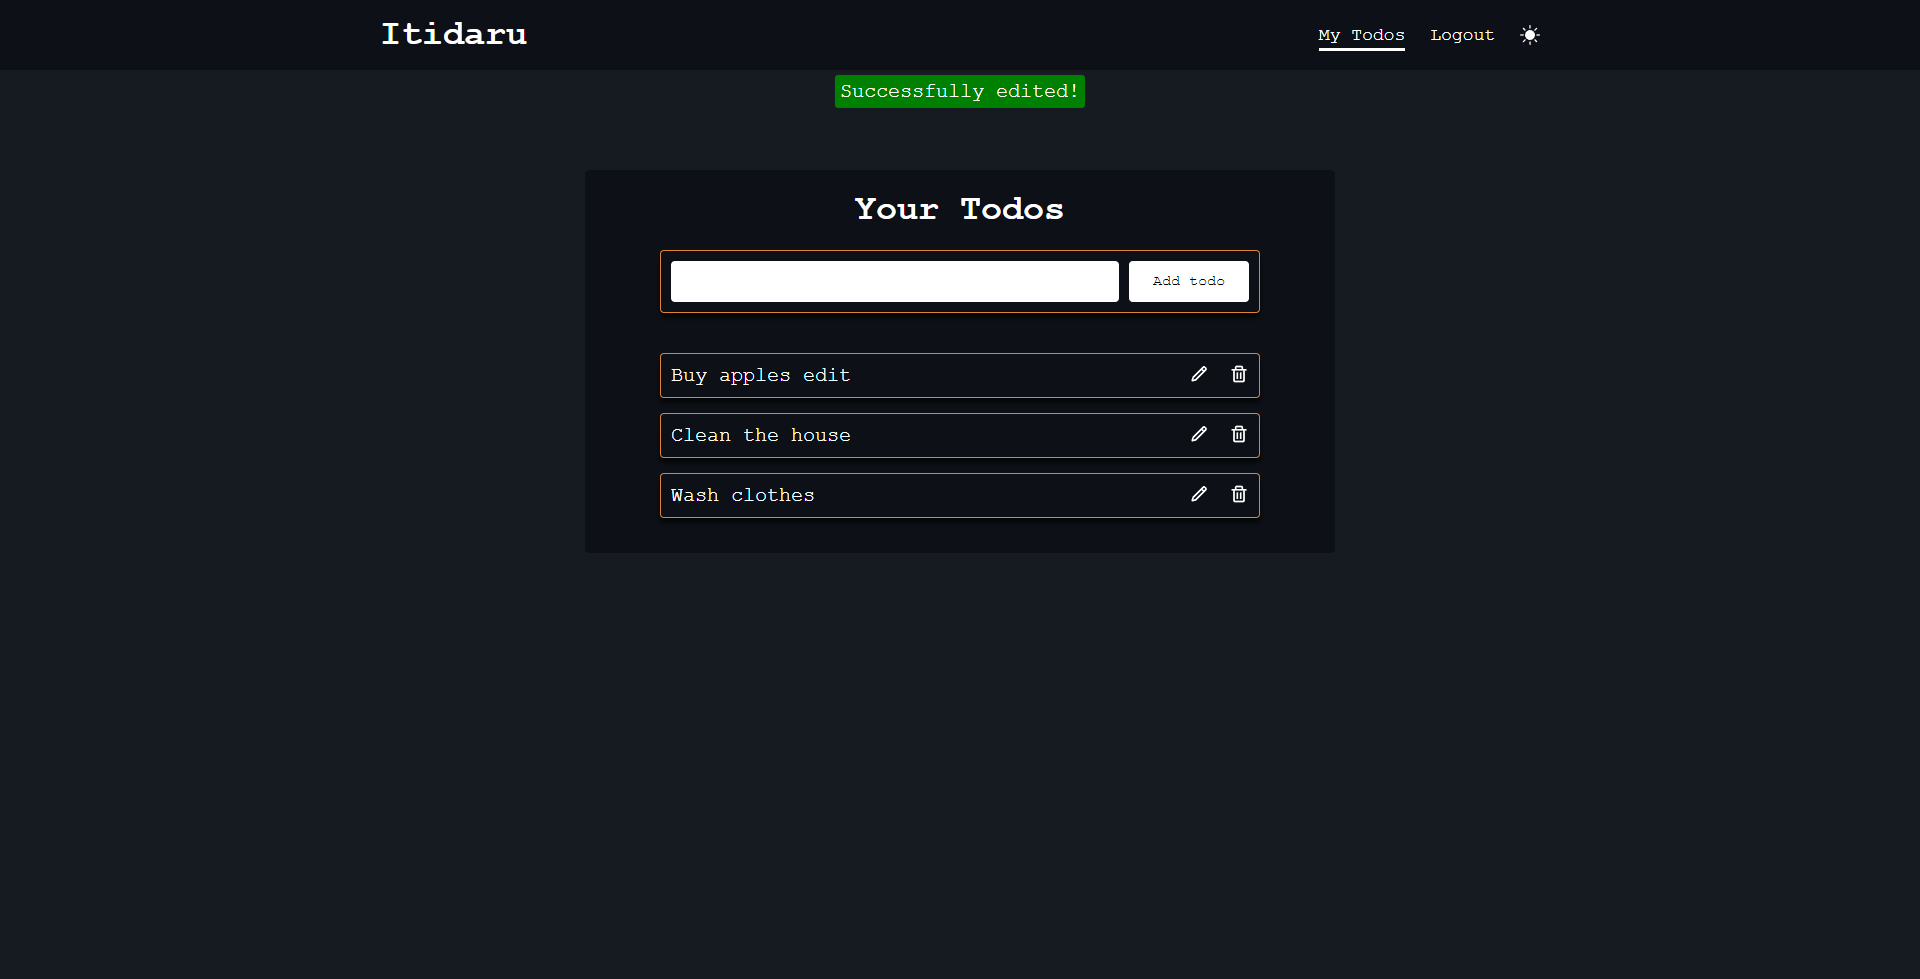 Itidaru
My Todos Logout
Successfully edited!
Your Todos
Add todo
Buy apples edit
Clean the house
Wash clothes